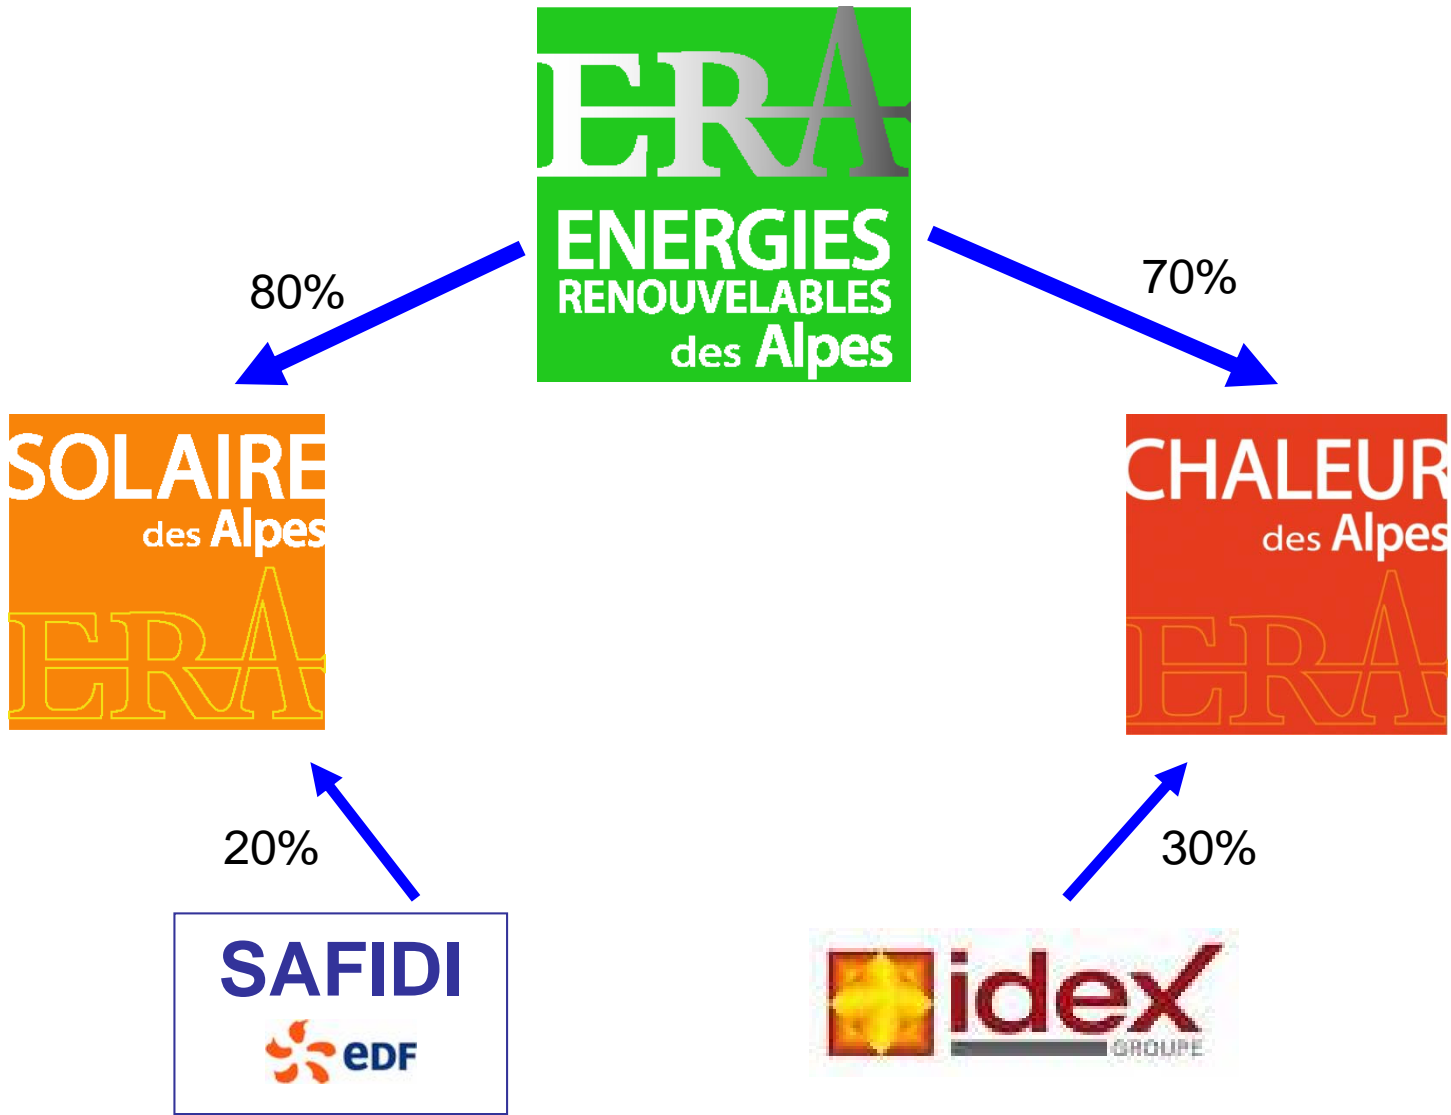 ERA
ENERGIES
RENOUVELABLES
des Alpes
80%
70%
SOLAIRE
des Alpes
ERA
CHALEUR
des Alpes
ERA
20%
30%
SAFIDI
eDF
idex
GROUPE